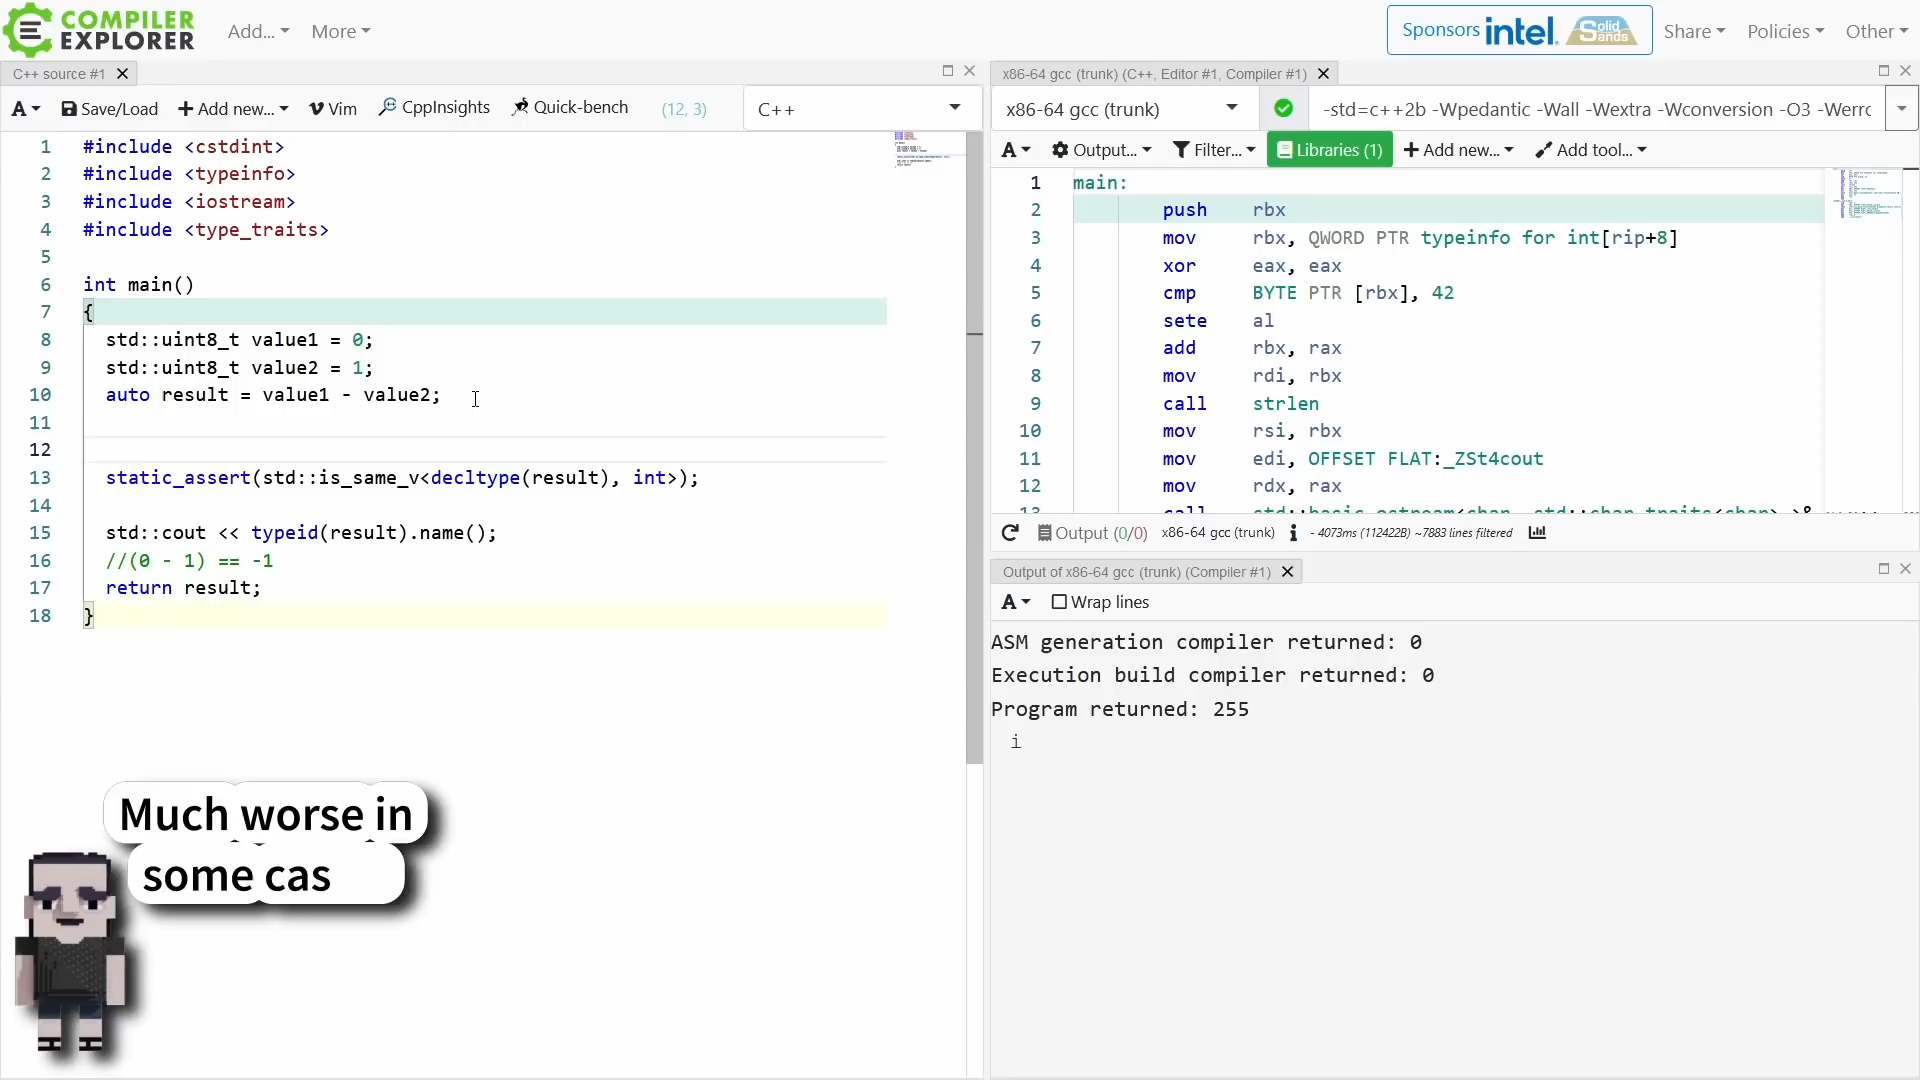 COMPILER
EXPLORER
Add...
More
Sponsors intel. Solid Sands
Share
Policies
Other
C++ source #1
A
Save/Load
Add new...
Vim
CppInsights
Quick-bench
(12, 3)
C++
1 #include <cstdint>
2 #include <typeinfo>
3 #include <iostream>
4 #include <type_traits>
5
6 int main()
7 {
8 std::uint8_t value1 = 0;
9 std::uint8_t value2 = 1;
10 auto result = value1 - value2;
11
12
13 static_assert(std::is_same_v<decltype(result), int>);
14
15 std::cout << typeid(result).name();
16 //(0 - 1) == -1
17 return result;
18 }
Much worse in
some cas
x86-64 gcc (trunk) (C++, Editor #1, Compiler #1)
x86-64 gcc (trunk)
-std=c++2b -Wpedantic -Wall -Wextra -Wconversion -O3 -Werrc
A
Output...
Filter...
Libraries (1)
Add new...
Add tool...
1 main:
2 push rbx
3 mov rbx, QWORD PTR typeinfo for int[rip+8]
4 xor eax, eax
5 cmp BYTE PTR [rbx], 42
6 sete al
7 add rbx, rax
8 mov rdi, rbx
9 call strlen
10 mov rsi, rbx
11 mov edi, OFFSET FLAT:_ZSt4cout
12 mov rdx, rax
13 call std::basic_ostream<char, std::char_traits<char> >&
Output (0/0) x86-64 gcc (trunk) - 4073ms (112422B) ~7883 lines filtered
Output of x86-64 gcc (trunk) (Compiler #1)
A
Wrap lines
ASM generation compiler returned: 0
Execution build compiler returned: 0
Program returned: 255
i